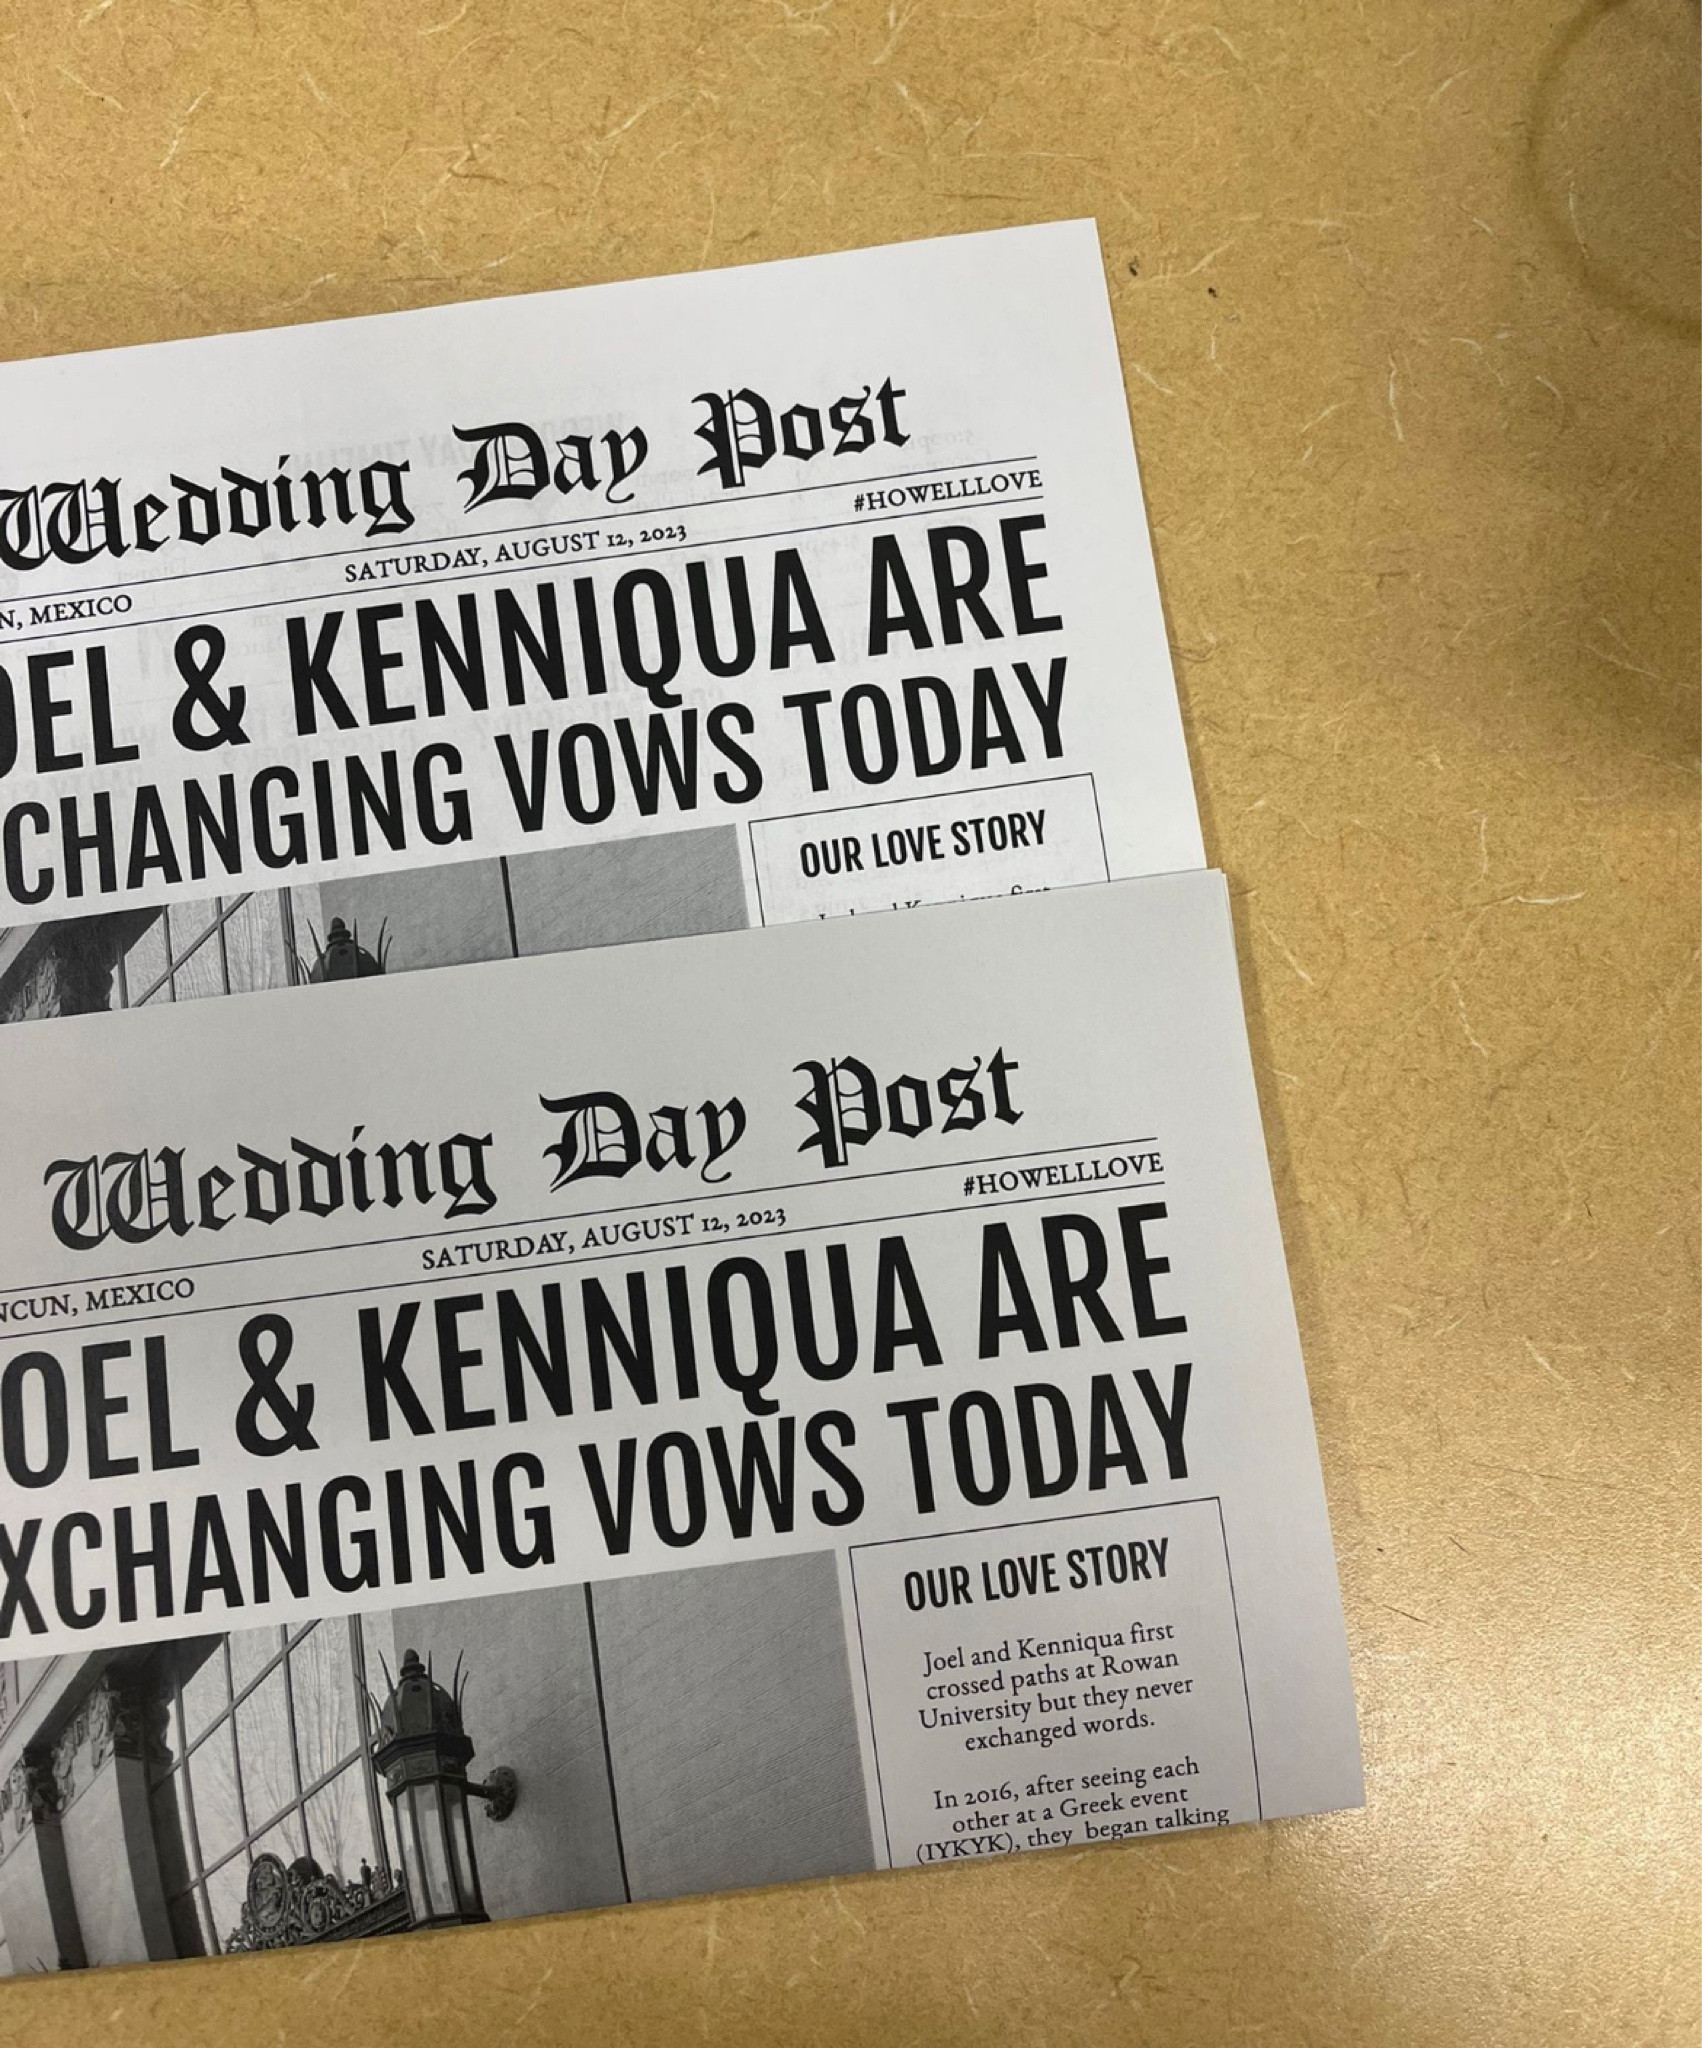 Wedding Day Post
MEXICO
SATURDAY, AUGUST 12, 2023
#HOWELLLOVE
OEL & KENNIQUA ARE
CHANGING VOWS TODAY
OUR LOVE STORY
Wedding Day Post
NCUN, MEXICO
SATURDAY, AUGUST 12, 2023
#HOWELLLOVE
OEL & KENNIQUA ARE
XCHANGING VOWS TODAY
OUR LOVE STORY
Joel and Kenniqua first
crossed paths at Rowan
University but they never
exchanged words.
In 2016, after seeing each
other at a Greek event
(IYKYK), they began talking